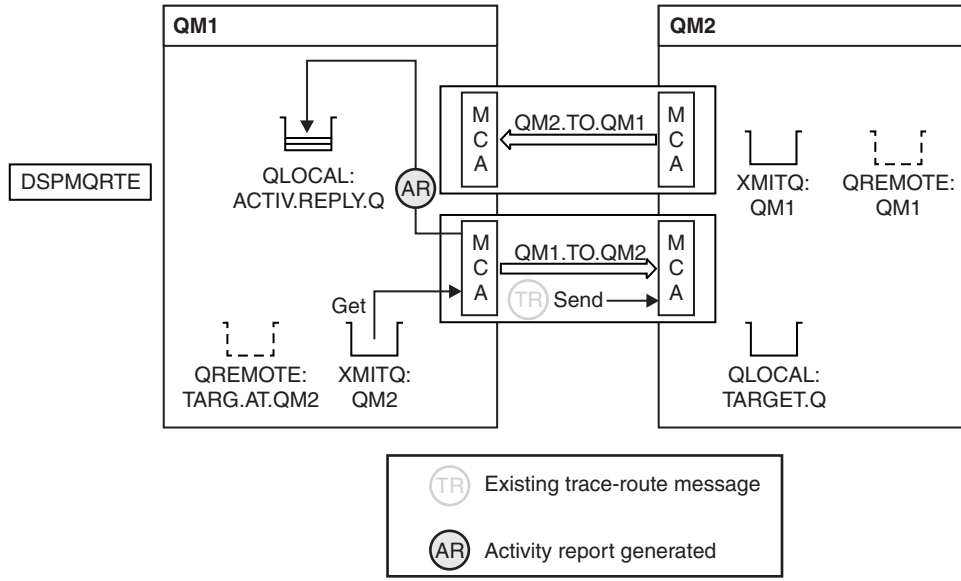 QM1
QM2
DSPMQRTE
QLOCAL:
ACTIV.REPLY.Q
AR
M
C
A
QM2.TO.QM1
M
C
A
XMITQ:
QM1
QREMOTE:
QM1
M
C
A
QM1.TO.QM2
TR
Send
M
C
A
Get
QREMOTE:
TARG.AT.QM2
XMITQ:
QM2
QLOCAL:
TARGET.Q
TR Existing trace-route message
AR Activity report generated